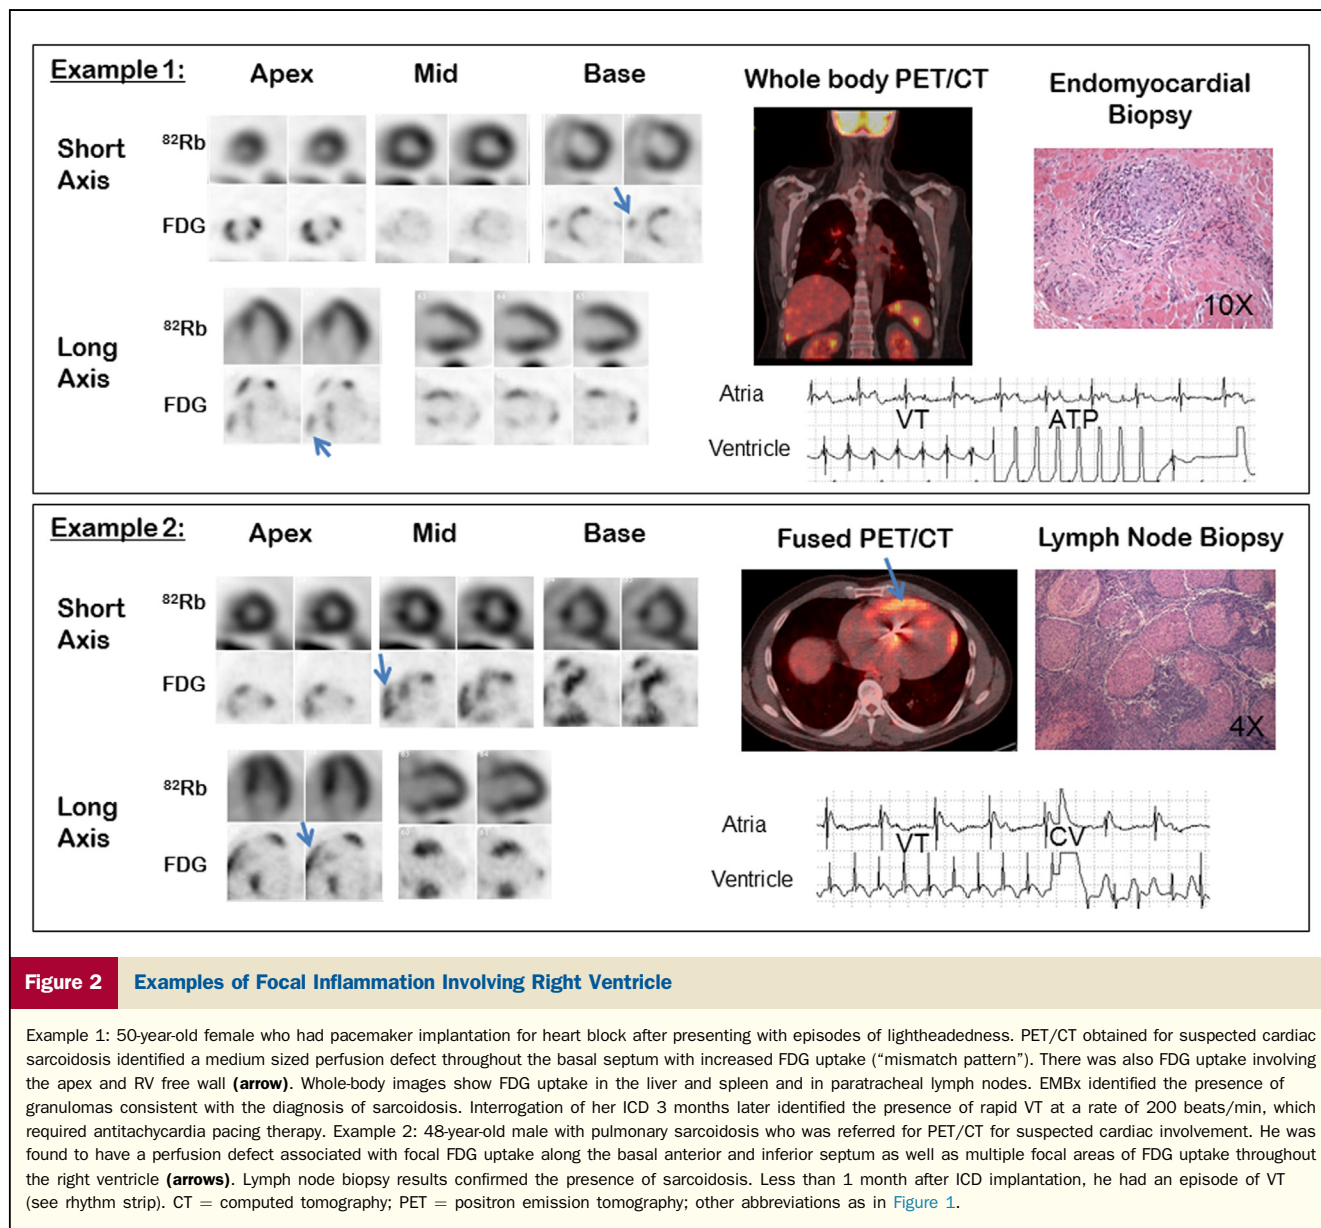 Example 1:
Apex
Mid
Base
Whole body PET/CT
Endomyocardial
Biopsy
Short
Axis
82Rb
FDG
10X
Long
Axis
82Rb
63
64
65
FDG
Atria
VT
ATP
Ventricle
Example 2:
Apex
Mid
Base
Fused PET/CT
Lymph Node Biopsy
Short
Axis
82Rb
FDG
4X
Long
Axis
82Rb
63
64
FDG
Atria
VT
CV
Ventricle
Figure 2
Examples of Focal Inflammation Involving Right Ventricle
Example 1: 50-year-old female who had pacemaker implantation for heart block after presenting with episodes of lightheadedness. PET/CT obtained for suspected cardiac
sarcoidosis identified a medium sized perfusion defect throughout the basal septum with increased FDG uptake (“mismatch pattern”). There was also FDG uptake involving
the apex and RV free wall (arrow). Whole-body images show FDG uptake in the liver and spleen and in paratracheal lymph nodes. EMBx identified the presence of
granulomas consistent with the diagnosis of sarcoidosis. Interrogation of her ICD 3 months later identified the presence of rapid VT at a rate of 200 beats/min, which
required antitachycardia pacing therapy. Example 2: 48-year-old male with pulmonary sarcoidosis who was referred for PET/CT for suspected cardiac involvement. He was
found to have a perfusion defect associated with focal FDG uptake along the basal anterior and inferior septum as well as multiple focal areas of FDG uptake throughout
the right ventricle (arrows). Lymph node biopsy results confirmed the presence of sarcoidosis. Less than 1 month after ICD implantation, he had an episode of VT
(see rhythm strip). CT = computed tomography; PET = positron emission tomography; other abbreviations as in Figure 1.